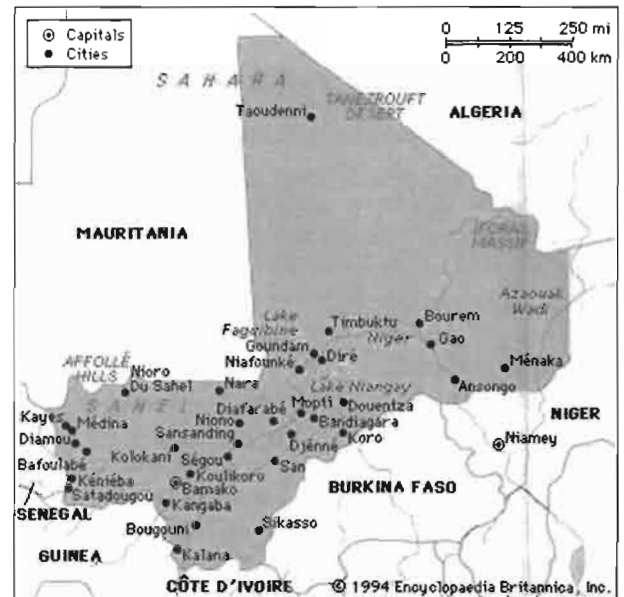 Capitals
Cities
0 125 250 mi
0 200 400 km
SAHARA
TANEZROUFT
DESERT
Taoudenni
ALGERIA
MAURITANIA
IFORAS
MASSIF
Azaouak
Wadi
Lake
Faguibine
Timbuktu
Bourem
Niger
Gao
Goundam
Diré
Niafounké
Ménaka
AFFOLLÉ
HILLS
Nioro
Du Sahel
Nara
Lake Niangay
Ansongo
SAHEL
Mopti
Douentza
NIGER
Kayes
Médina
Diafarabé
Niono
Bandiagara
Diamou
Sansanding
Koro
Niamey
Kolokani
Djénné
Bafoulabé
Ségou
San
Kéniéba
Koulikoro
Satadougou
Bamako
BURKINA FASO
SENEGAL
Kangaba
Bougouni
Sikasso
GUINEA
Kalana
CÔTE D'IVOIRE
© 1994 Encyclopaedia Britannica, Inc.